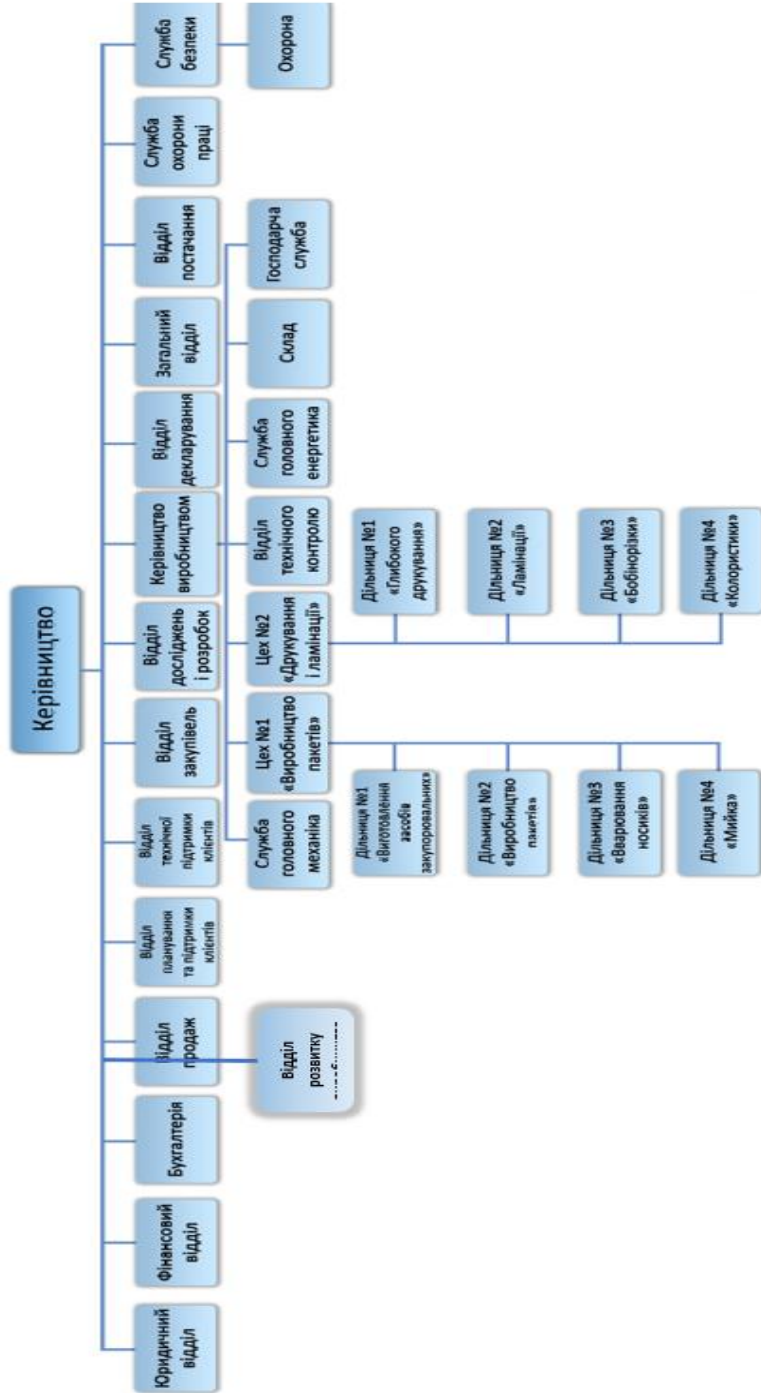 Керівництво
Юридичний
відділ
Фінансовий
відділ
Бухгалтерія
Відділ
продаж
Відділ
планування
та підтримки
клієнтів
Відділ
технічної
підтримки
клієнтів
Відділ
закупівель
Відділ
досліджень
і розробок
Керівництво
виробництвом
Відділ
декларування
Загальний
відділ
Відділ
постачання
Служба
охорони
праці
Служба
безпеки
Відділ
розвитку
Служба
головного
механіка
Цех №1
«Виробництво
пакетів»
Цех №2
«Друкування
і ламінації»
Відділ
технічного
контролю
Служба
головного
енергетика
Склад
Господарча
служба
Охорона
Дільниця №1
«Виготовлення
засобів
закупорювальних»
Дільниця №1
«Глибокого
друкування»
Дільниця №2
«Виробництво
пакетів»
Дільниця №2
«Ламінації»
Дільниця №3
«Вварювання
носиків»
Дільниця №3
«Бобінорізки»
Дільниця №4
«Мийка»
Дільниця №4
«Колористики»